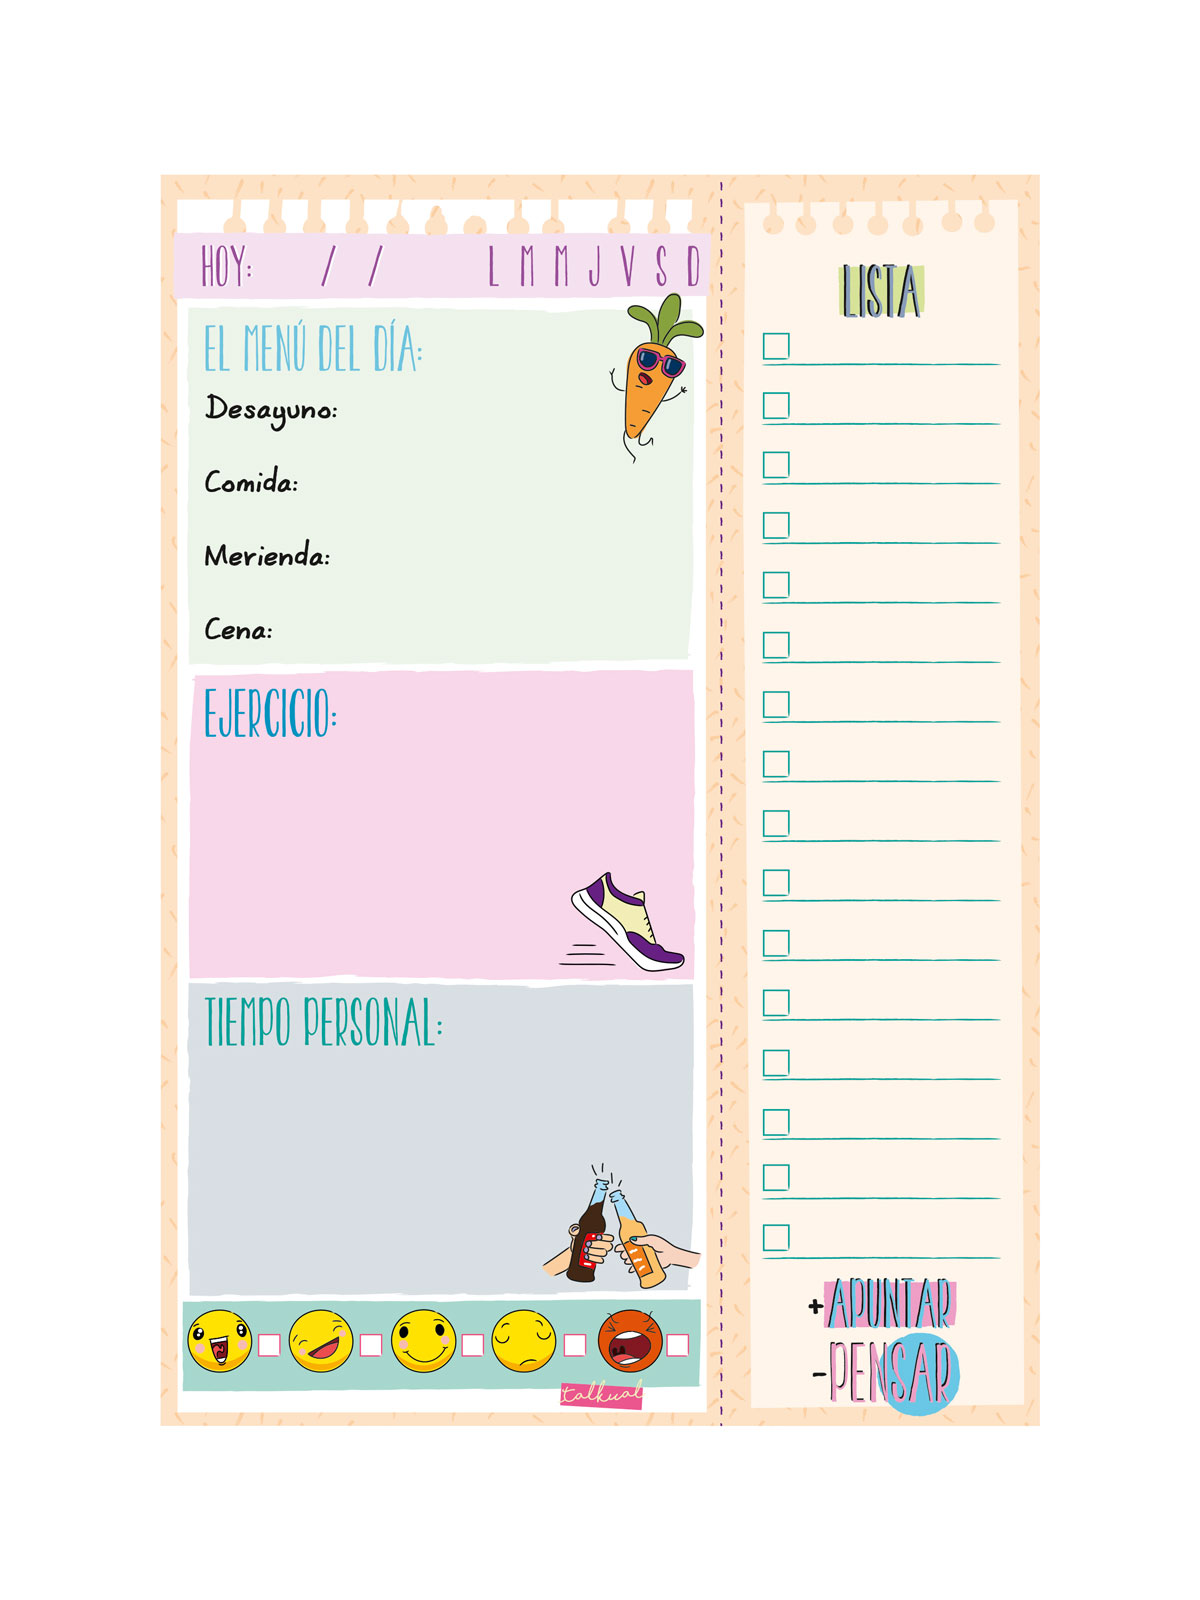 HOY: / / L M M J V S D
EL MENÚ DEL DÍA:
Desayuno:
Comida:
Merienda:
Cena:
EJERCICIO:
TIEMPO PERSONAL:
talkual
LISTA
+APUNTAR
-PENSAR